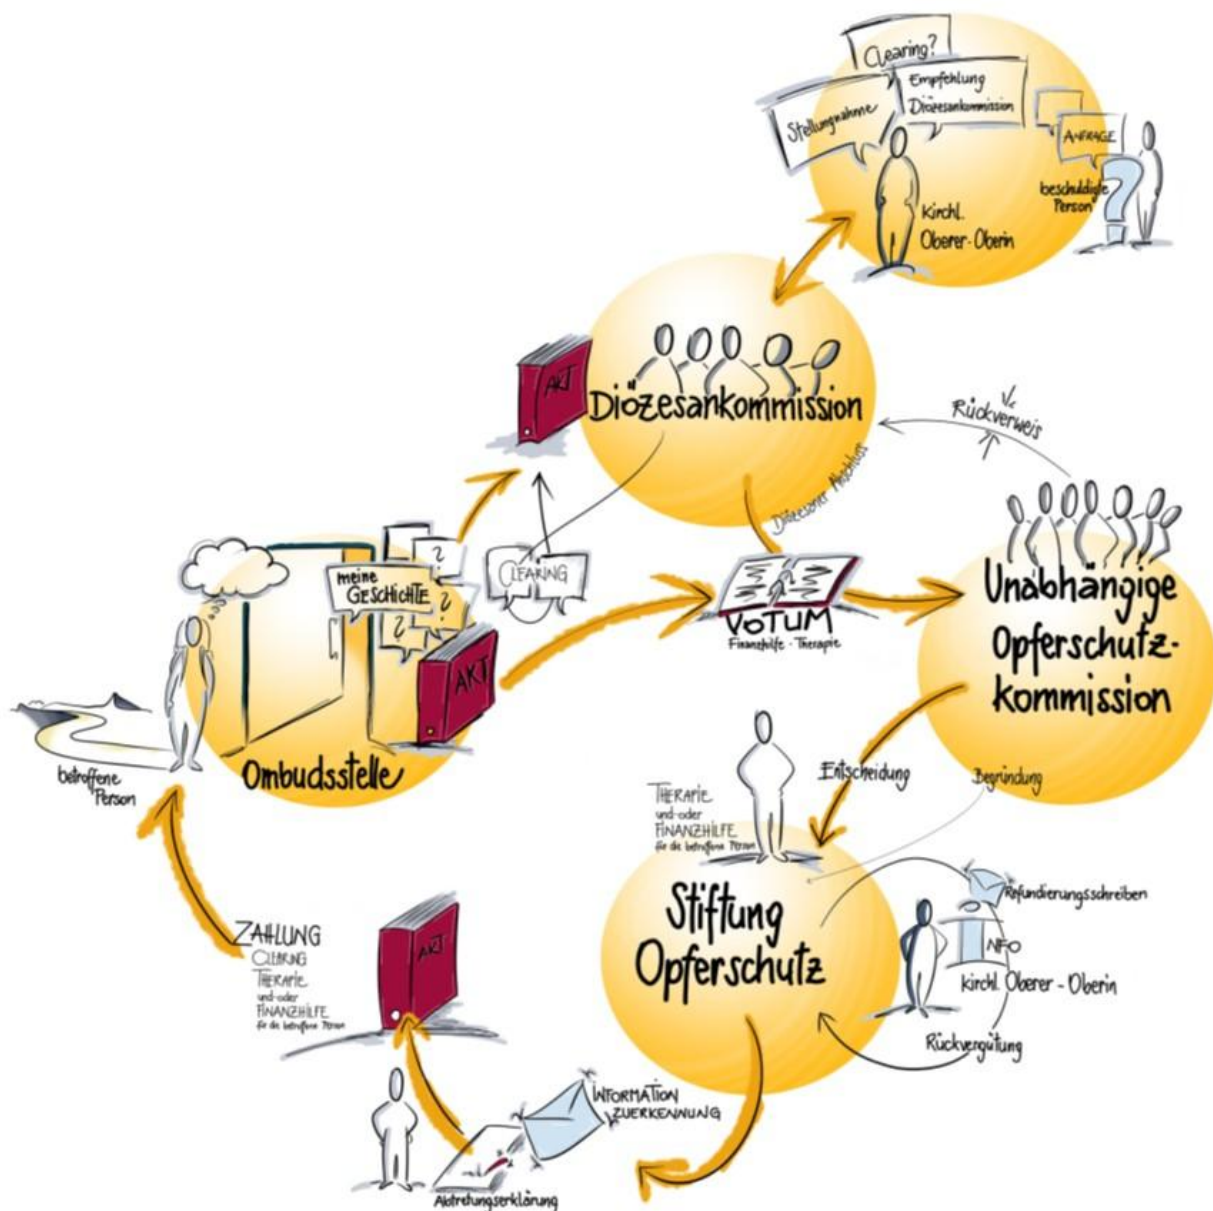 Clearing?
Empfehlung
Diözesankommission
Stellungnahme
ANFRAGE
beschuldigte
Person
?
Kirchl.
Oberer-Oberin
AKT
Diözesankommission
Rückverweis
Diözesaner Abschluss
CLEARING
meine
GESCHICHTE
?
?
?
AKT
Ombudsstelle
betroffene
Person
VOTUM
Finanzhilfe - Therapie
Unabhängige
Opferschutz-
kommission
Entscheidung
Begründung
THERAPIE
und-oder
FINANZHILFE
für die betroffene Person
Stiftung
Opferschutz
Refundierungsschreiben
INFO
Kirchl. Oberer - Oberin
Rückvergütung
ZAHLUNG
CLEARING
THERAPIE
und-oder
FINANZHILFE
für die betroffene Person
AKT
INFORMATION
ZUERKENNUNG
Abtretungserklärung